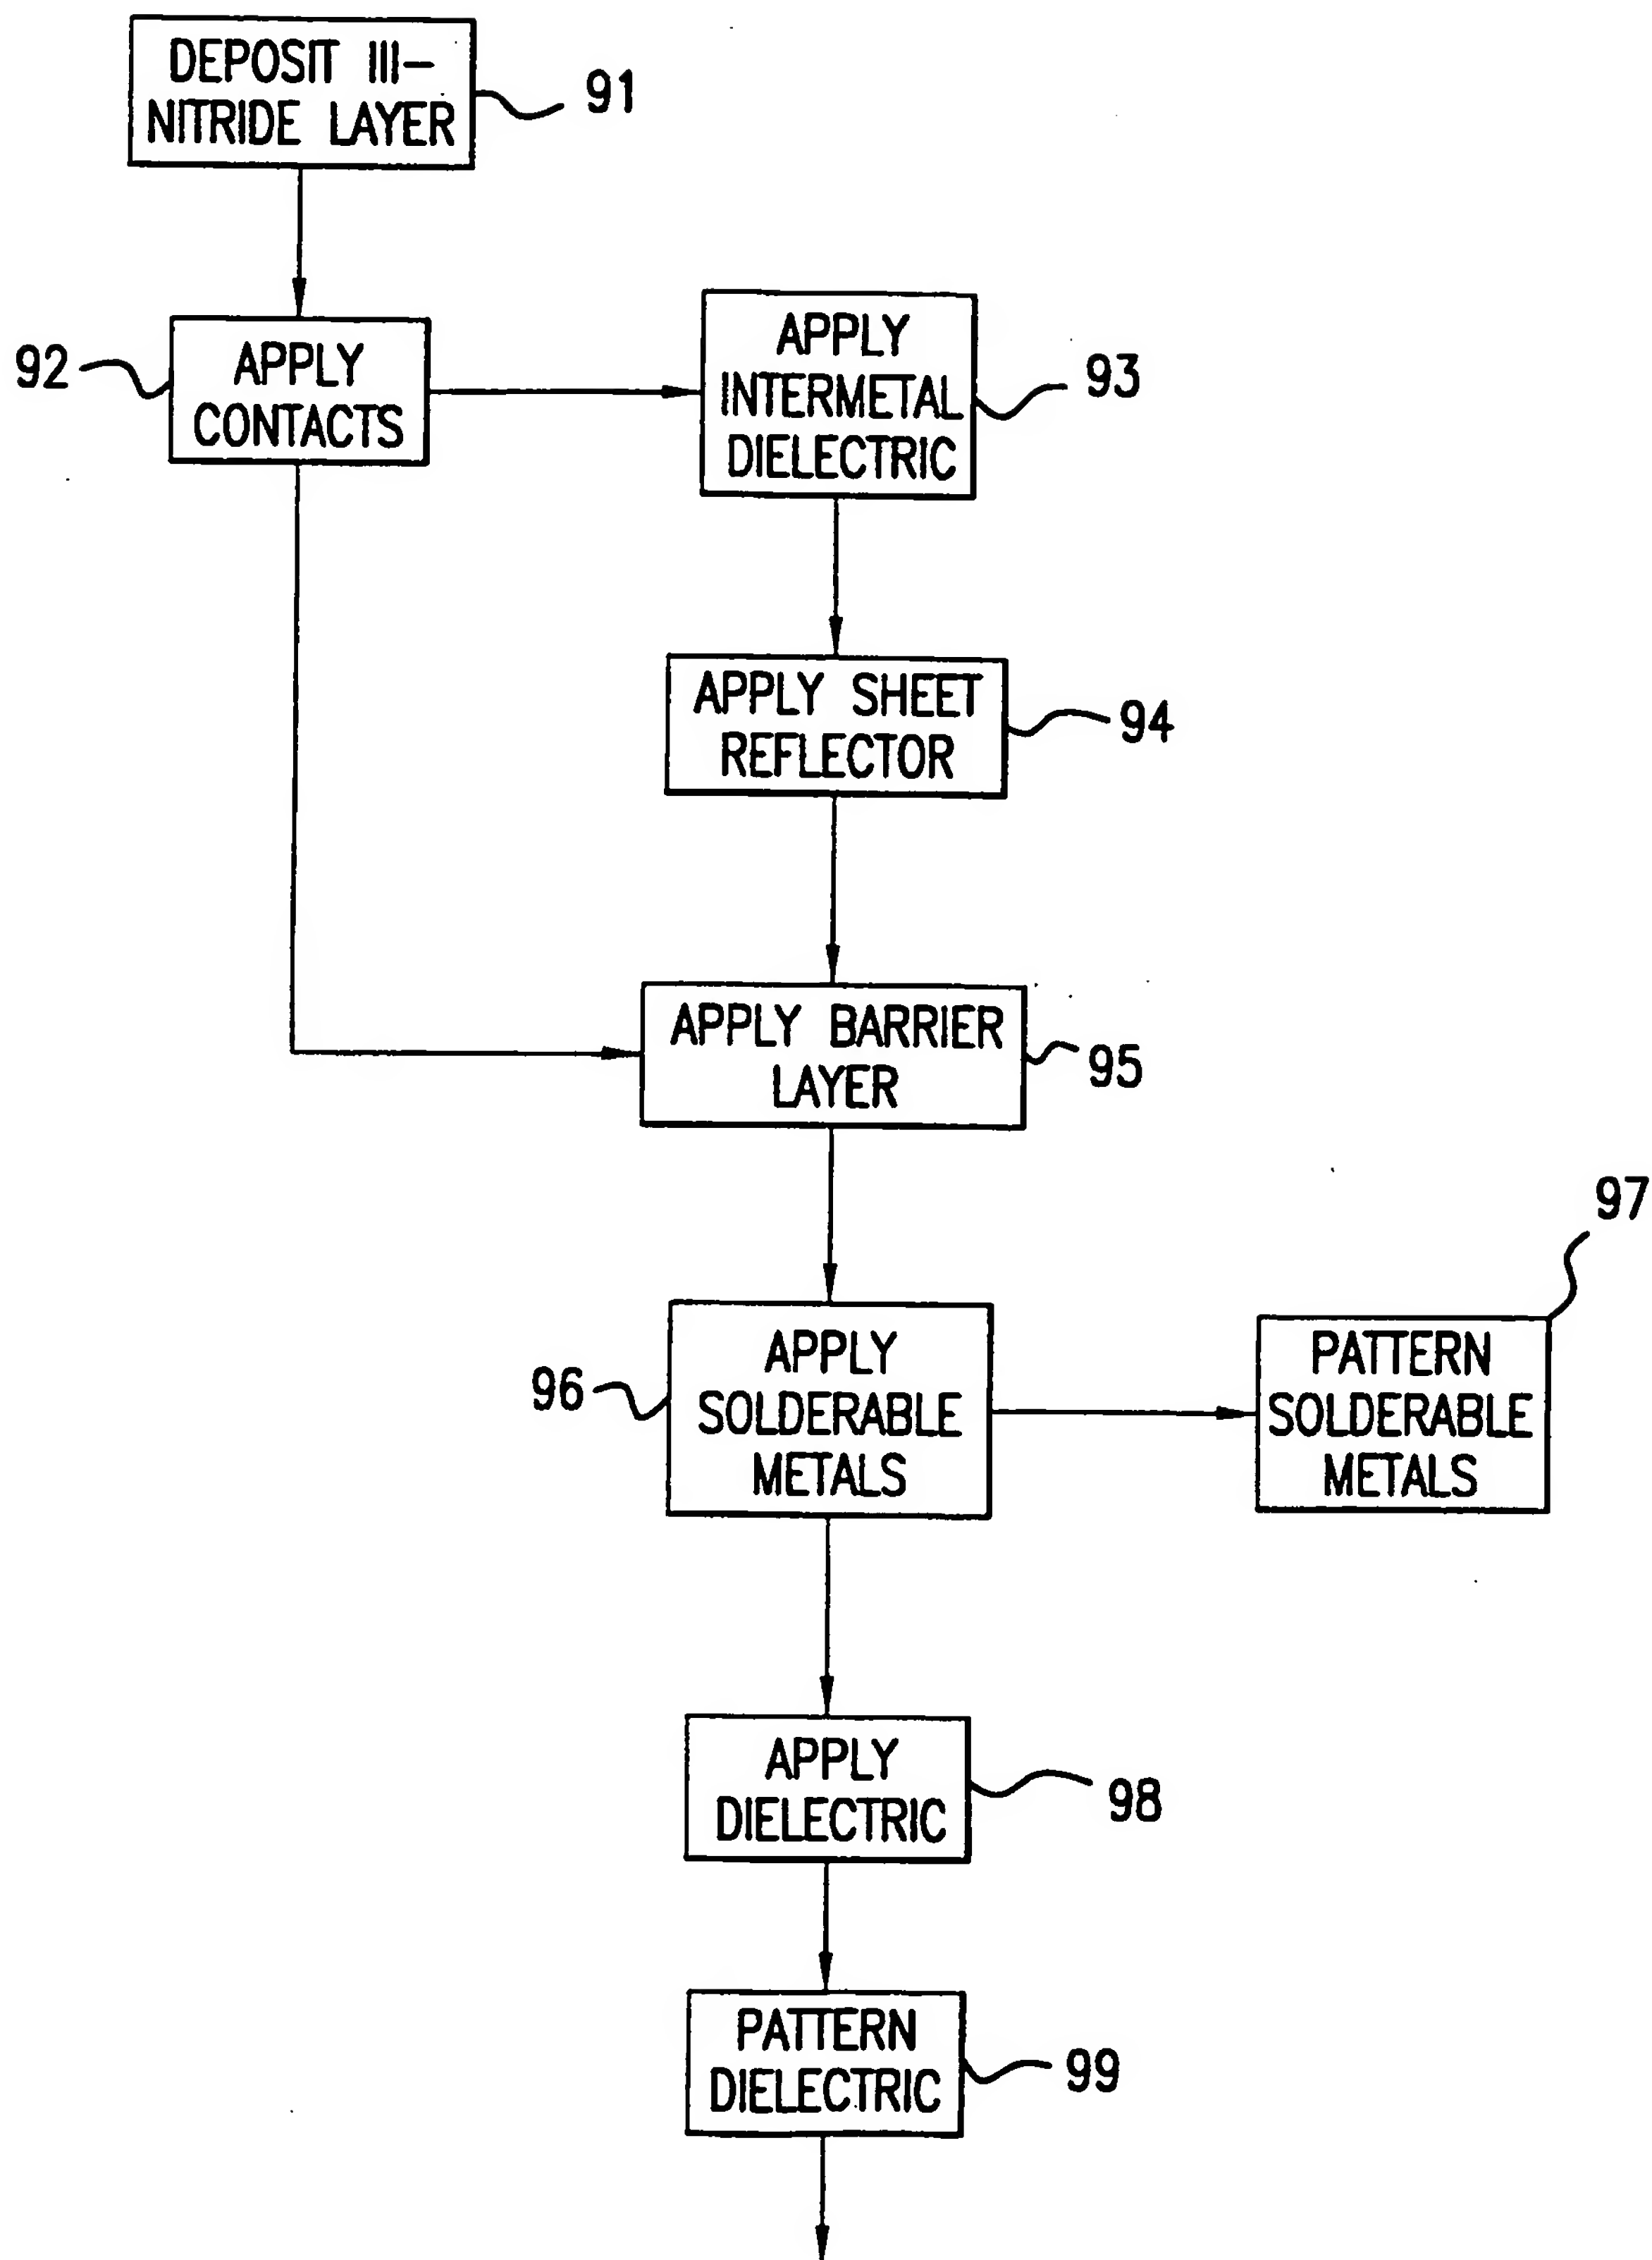 DEPOSIT III-
NITRIDE LAYER
91
92
APPLY
CONTACTS
APPLY
INTERMETAL
DIELECTRIC
93
APPLY SHEET
REFLECTOR
94
APPLY BARRIER
LAYER
95
96
APPLY
SOLDERABLE
METALS
97
PATTERN
SOLDERABLE
METALS
APPLY
DIELECTRIC
98
PATTERN
DIELECTRIC
99